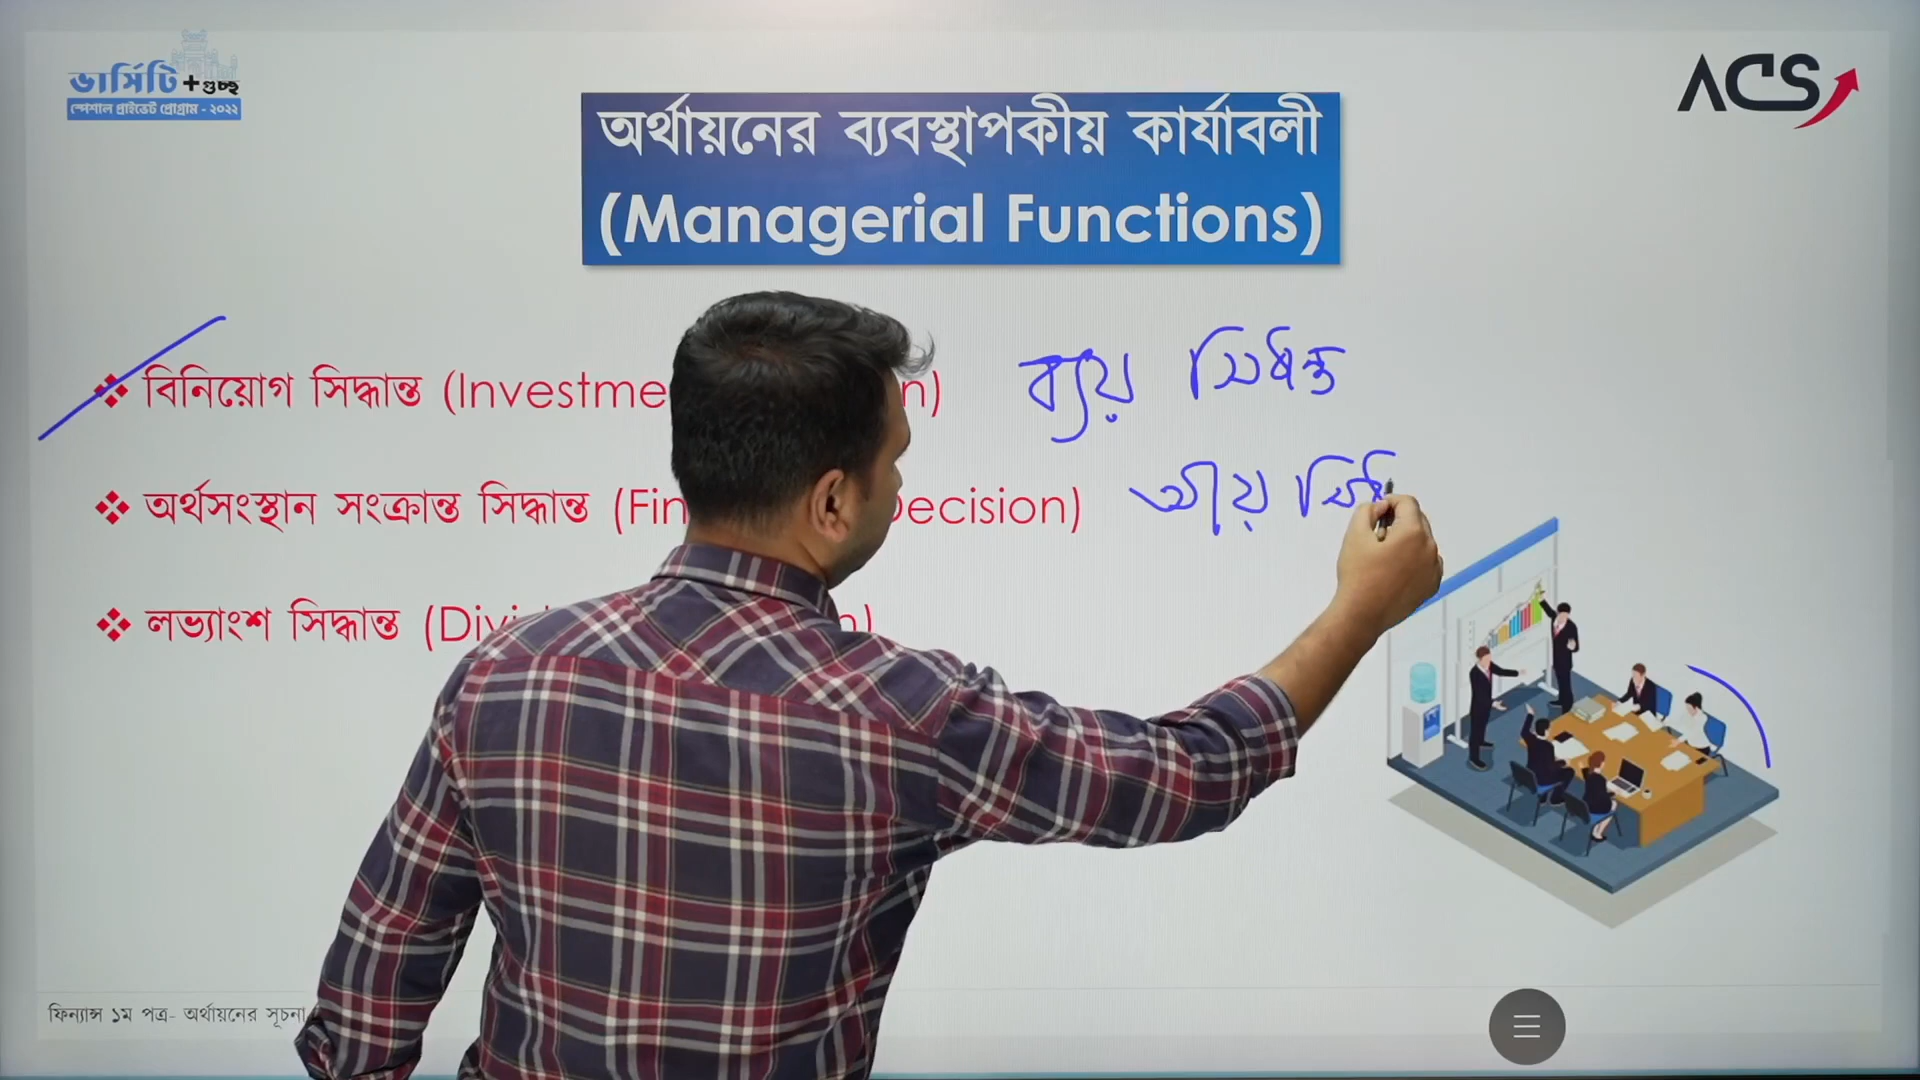 ভার্সিটি +গুচ্ছ
স্পেশাল প্রাইভেট প্রোগ্রাম - ২০২২
ACS
অর্থায়নের ব্যবস্থাপকীয় কার্যাবলী
(Managerial Functions)
❖ বিনিয়োগ সিদ্ধান্ত (Investme n) ব্যয়
❖ অর্থসংস্থান সংক্রান্ত সিদ্ধান্ত (Fin Decision) আয়
❖ লভ্যাংশ সিদ্ধান্ত (Divi n)
ফিন্যান্স ১ম পত্র- অর্থায়নের সূচনা